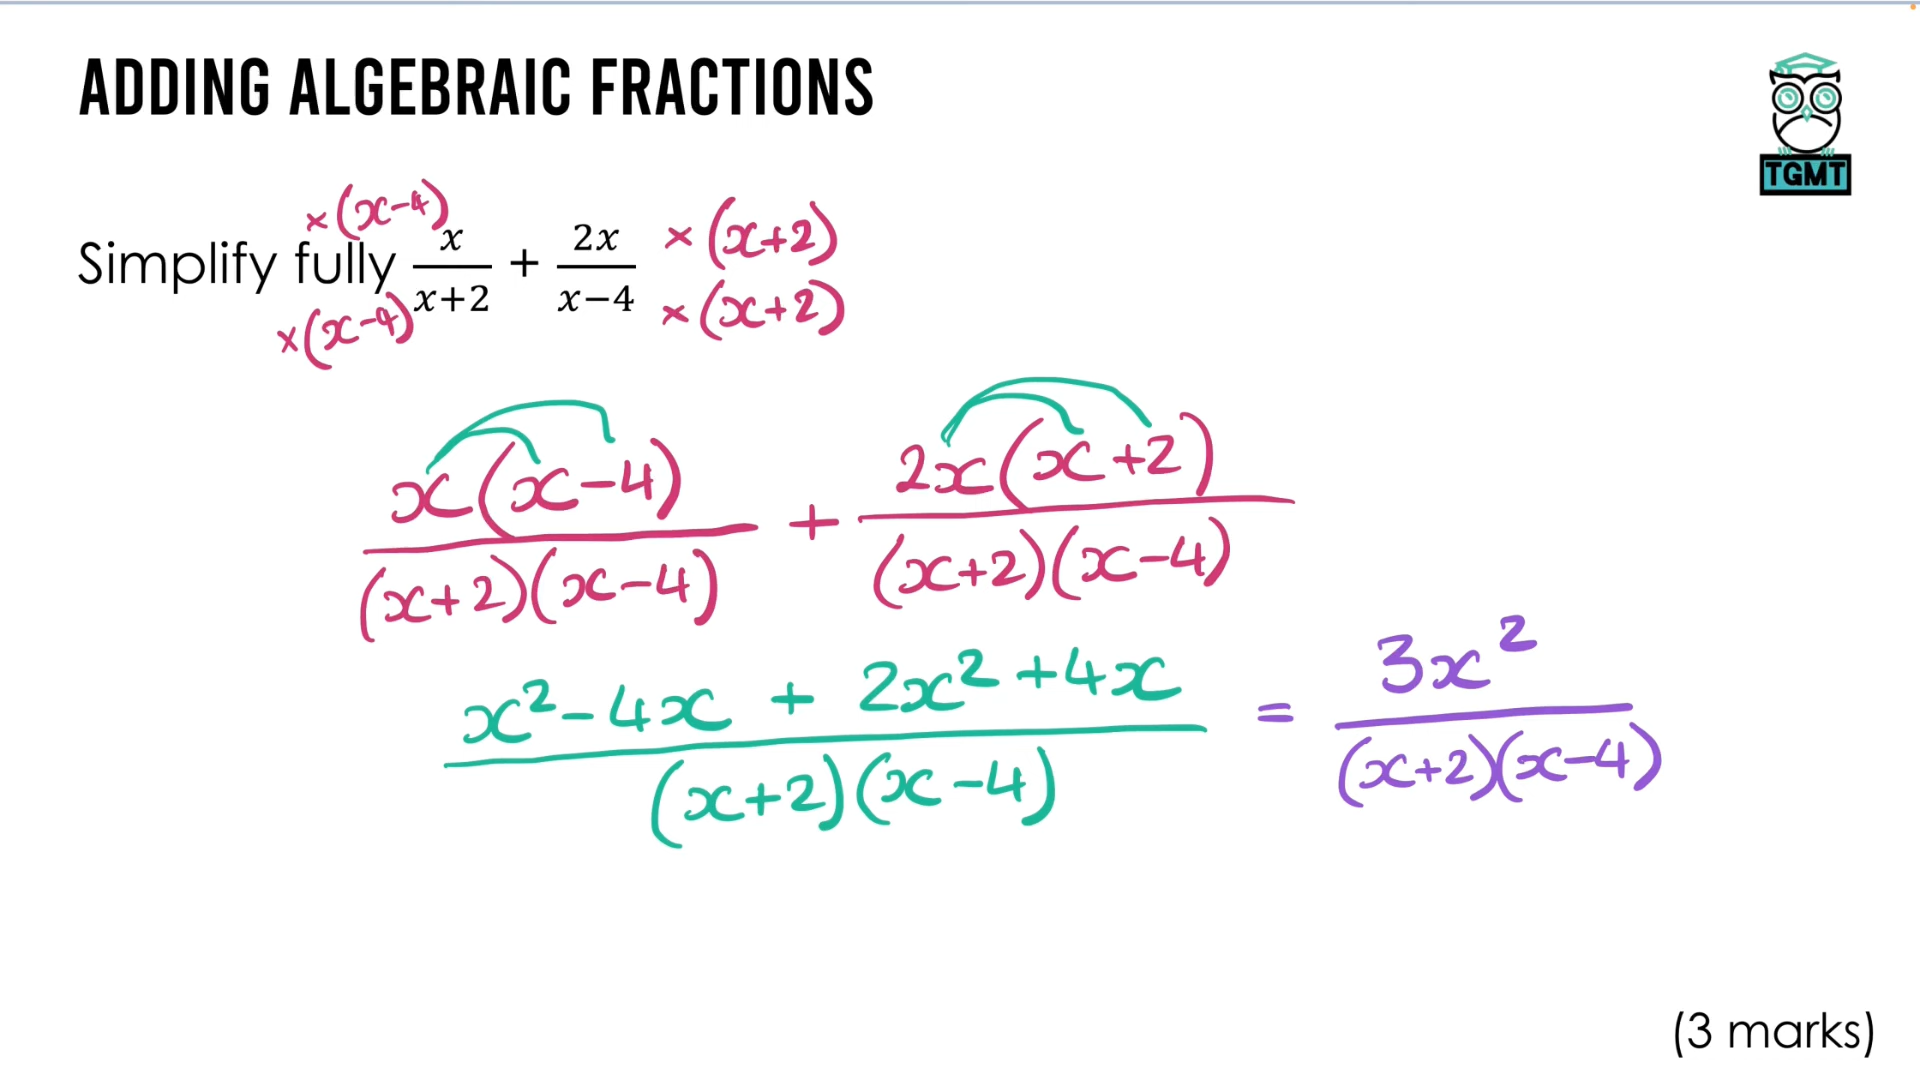 ADDING ALGEBRAIC FRACTIONS
TGMT
×(x-4) ×(x+2)
Simplify fully x/(x+2) + 2x/(x−4)
×(x-4) ×(x+2)
x(x-4)/((x+2)(x-4)) + 2x(x+2)/((x+2)(x-4))
(x²-4x + 2x²+4x)/((x+2)(x-4)) = 3x²/((x+2)(x-4))
(3 marks)